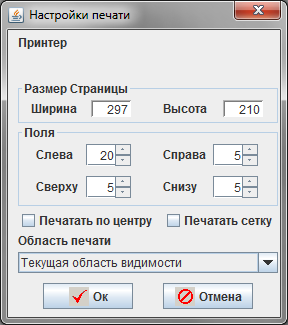 Настройки печати
Принтер
Размер Страницы
Ширина 297 Высота 210
Поля
Слева 20 Справа 5
Сверху 5 Снизу 5
Печатать по центру Печатать сетку
Область печати
Текущая область видимости
Ок Отмена